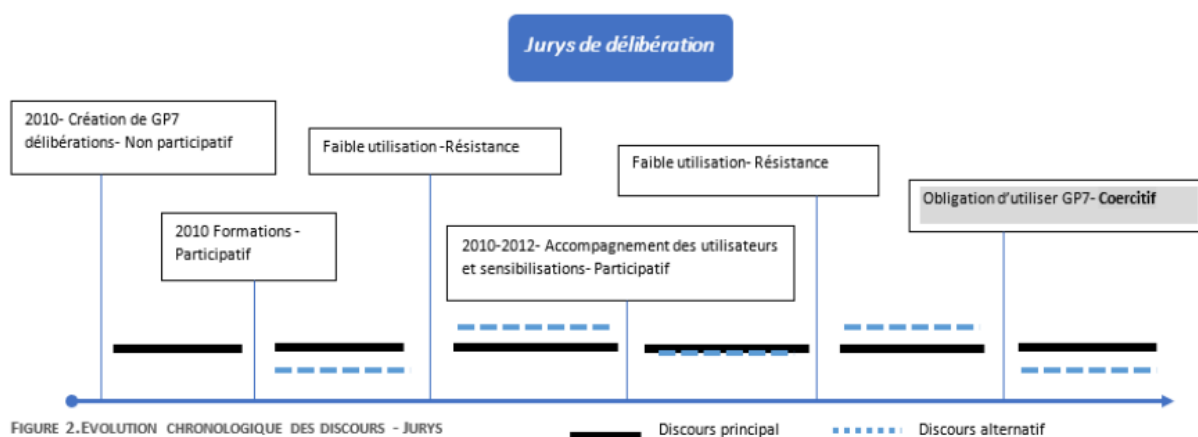 Jurys de délibération
2010- Création de GP7
délibérations- Non participatif
Faible utilisation -Résistance
Faible utilisation- Résistance
Obligation d'utiliser GP7- Coercitif
2010 Formations -
Participatif
2010-2012- Accompagnement des utilisateurs
et sensibilisations- Participatif
FIGURE 2.EVOLUTION CHRONOLOGIQUE DES DISCOURS - JURYS
Discours principal
Discours alternatif